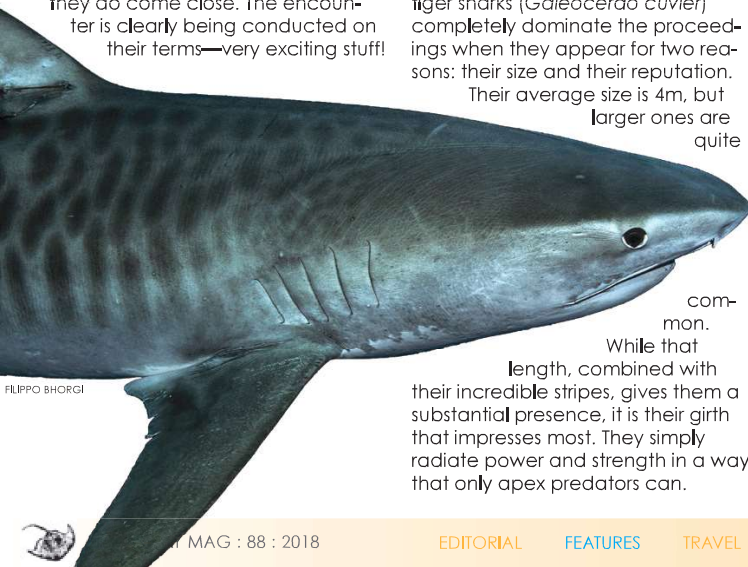 they do come close. The encoun-
ter is clearly being conducted on
their terms—very exciting stuff!
tiger sharks (Galeocerdo cuvier)
completely dominate the proceed-
ings when they appear for two rea-
sons: their size and their reputation.
Their average size is 4m, but
larger ones are
quite
com-
mon.
While that
length, combined with
their incredible stripes, gives them a
substantial presence, it is their girth
that impresses most. They simply
radiate power and strength in a way
that only apex predators can.
FILIPPO BHORGI
MAG : 88 : 2018
EDITORIAL FEATURES TRAVEL